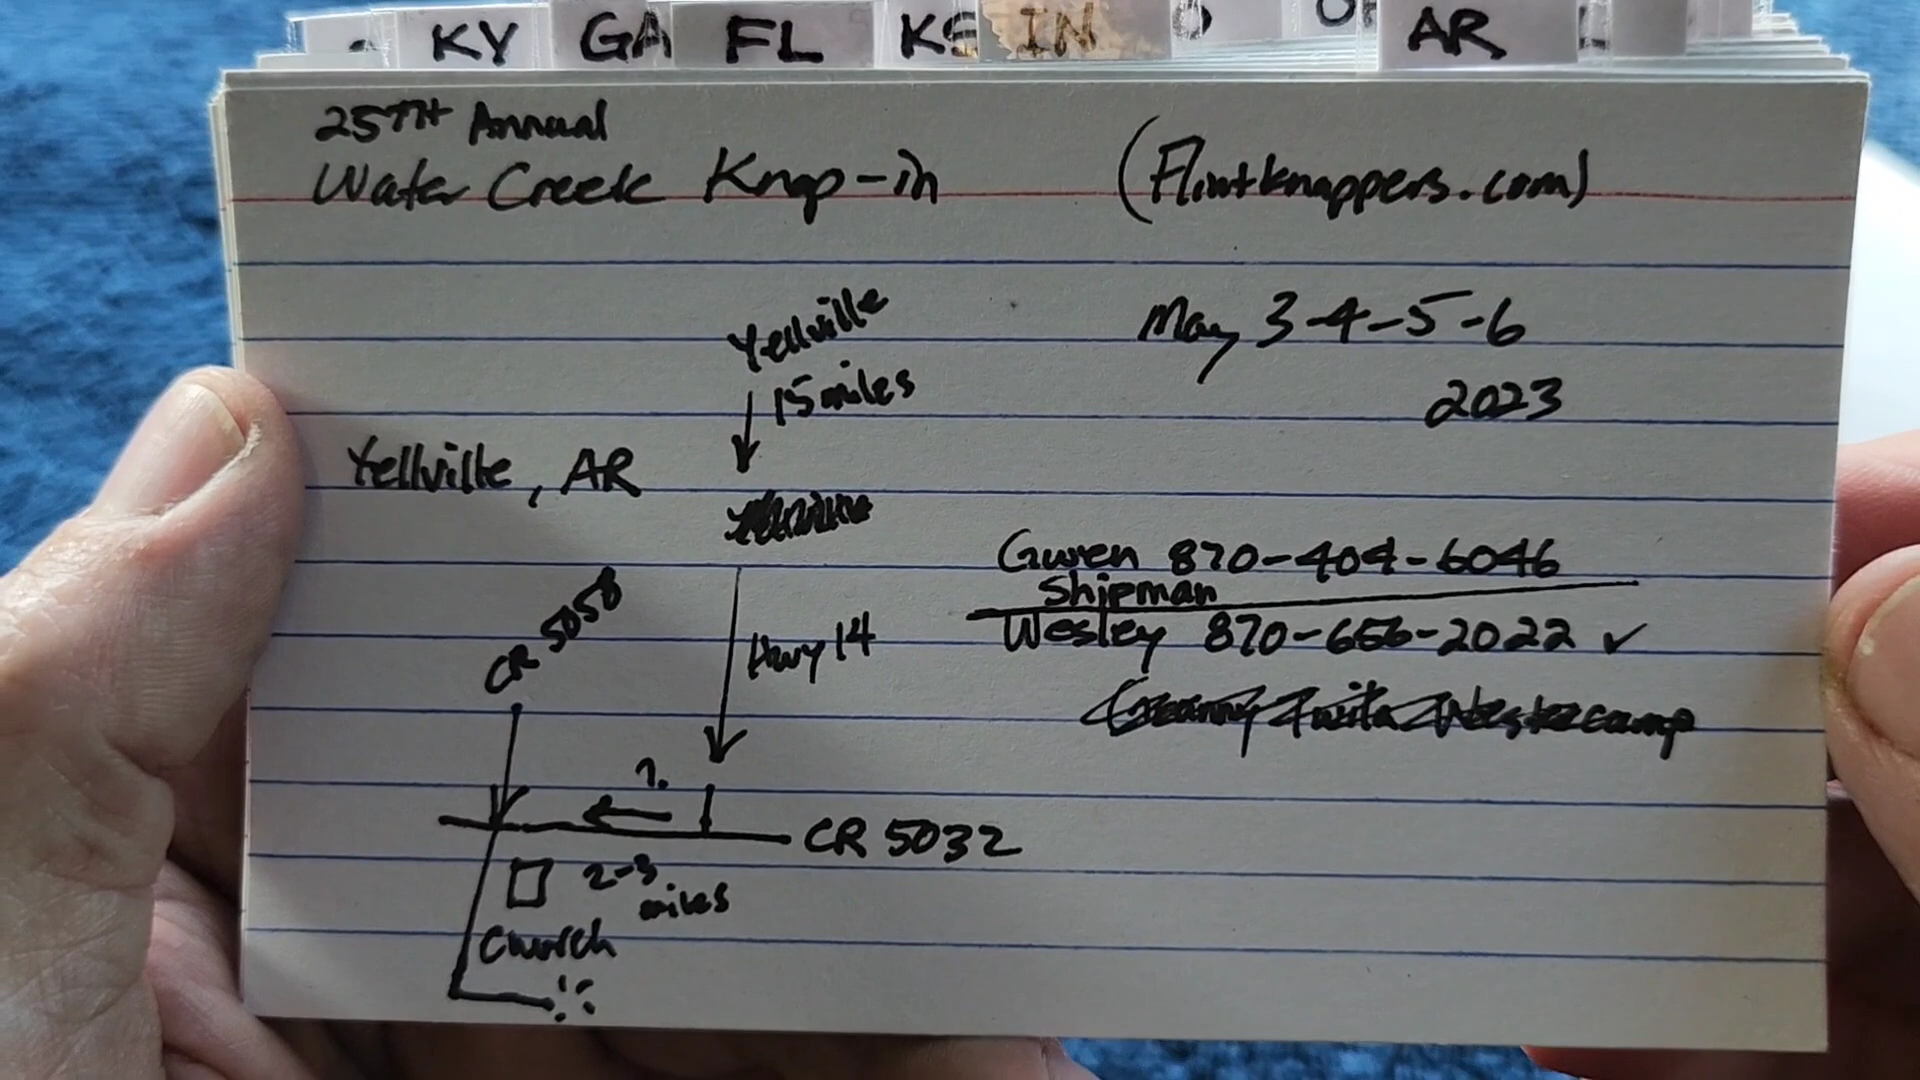 KY GA FL KS IN AR
25TH Annual
Water Creek Knap-in (Flintknappers.com)
May 3-4-5-6
2023
Yellville
15 miles
Yellville, AR
Gwen 870-404-6046
Shipman
Wesley 870-656-2022 ✓
CR 5058
Hwy 14
1.
CR 5032
2-3
miles
Church